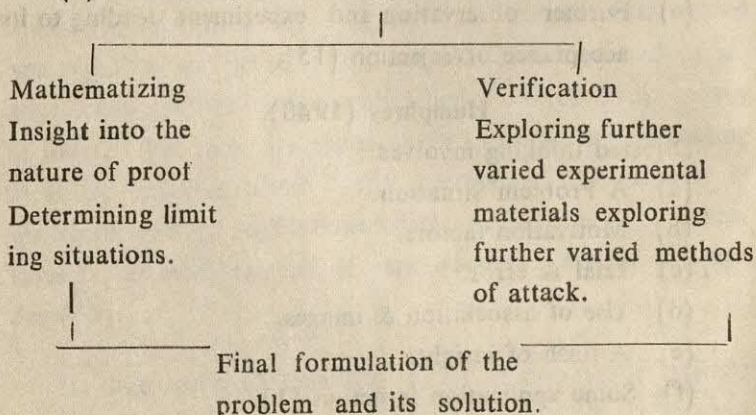 Mathematizing
Insight into the
nature of proof
Determining limit
ing situations.
Verification
Exploring further
varied experimental
materials exploring
further varied methods
of attack.
Final formulation of the
problem and its solution.